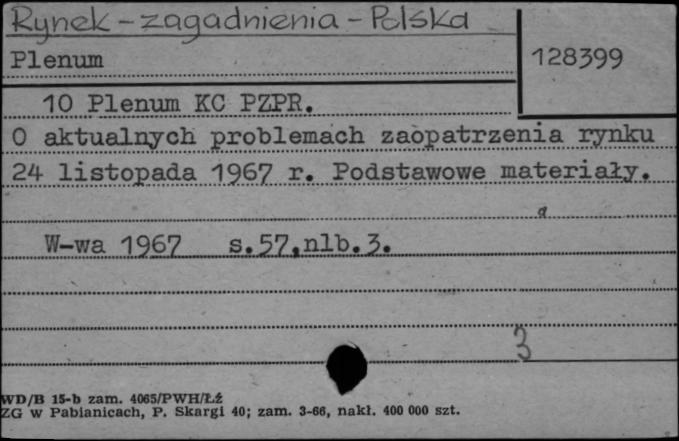 Rynek - zagadnienia - Polska
Plenum
128399
10 Plenum KC PZPR.
O aktualnych problemach zaopatrzenia rynku
24 listopada 1967 r. Podstawowe materiały.
W-wa 1967 s.57,nlb.3.
3
WD/B 15-b zam. 4065/PWH/Łź
ZG w Pabianicach, P. Skargi 40; zam. 3-66, nakł. 400 000 szt.